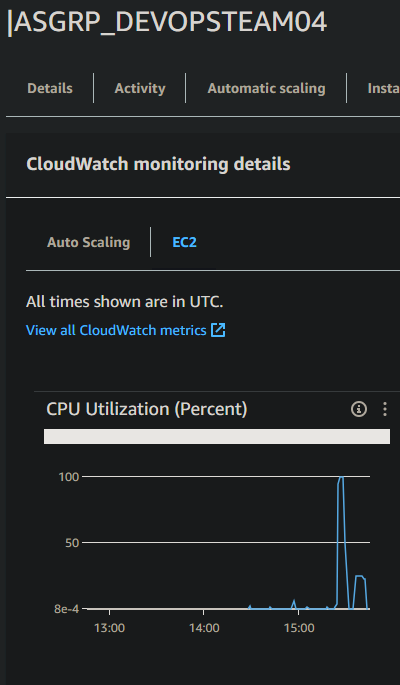 |ASGRP_DEVOPSTEAM04
Details Activity Automatic scaling Insta
CloudWatch monitoring details
Auto Scaling EC2
All times shown are in UTC.
View all CloudWatch metrics
CPU Utilization (Percent)
100
50
8e-4
13:00 14:00 15:00